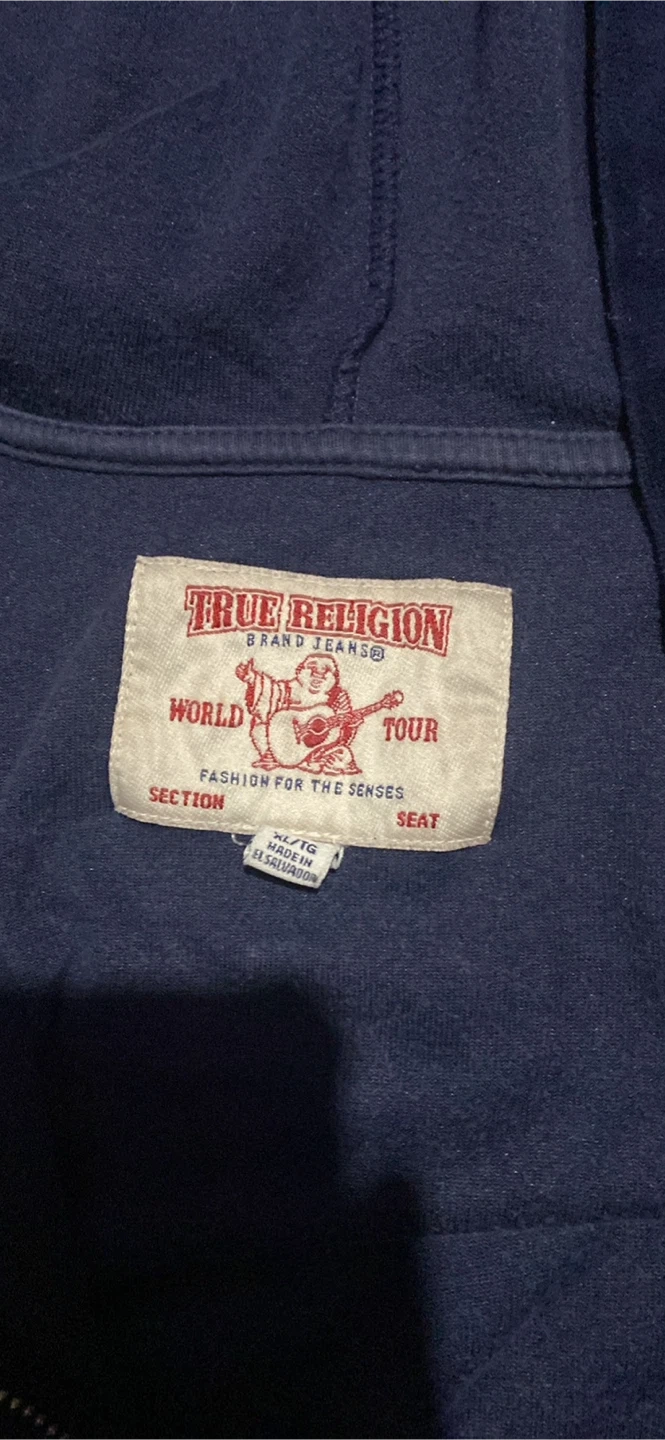 TRUE RELIGION
BRAND JEANS®
WORLD TOUR
FASHION FOR THE SENSES
SECTION SEAT
XL/TG
MADE IN
EL SALVADOR